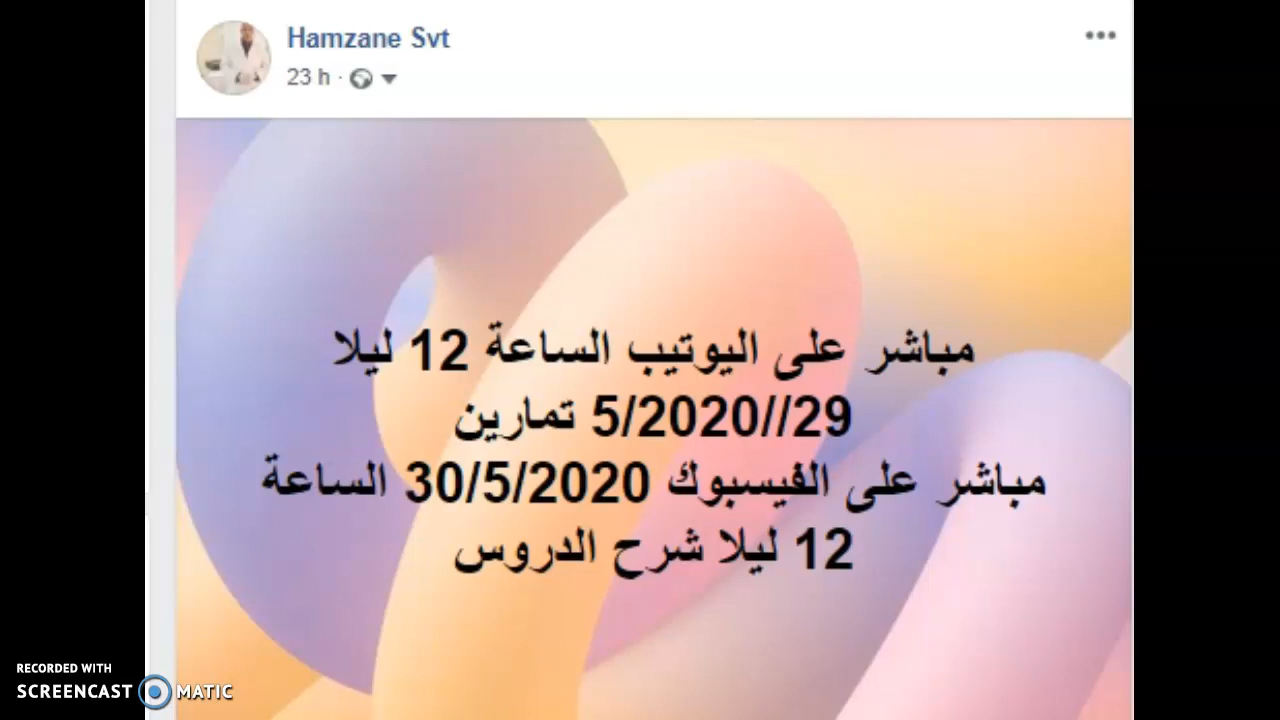 Hamzane Svt
23 h ·
مباشر على اليوتيب الساعة 12 ليلا
29//5/2020 تمارين
مباشر على الفيسبوك 30/5/2020 الساعة
12 ليلا شرح الدروس
RECORDED WITH
SCREENCAST MATIC